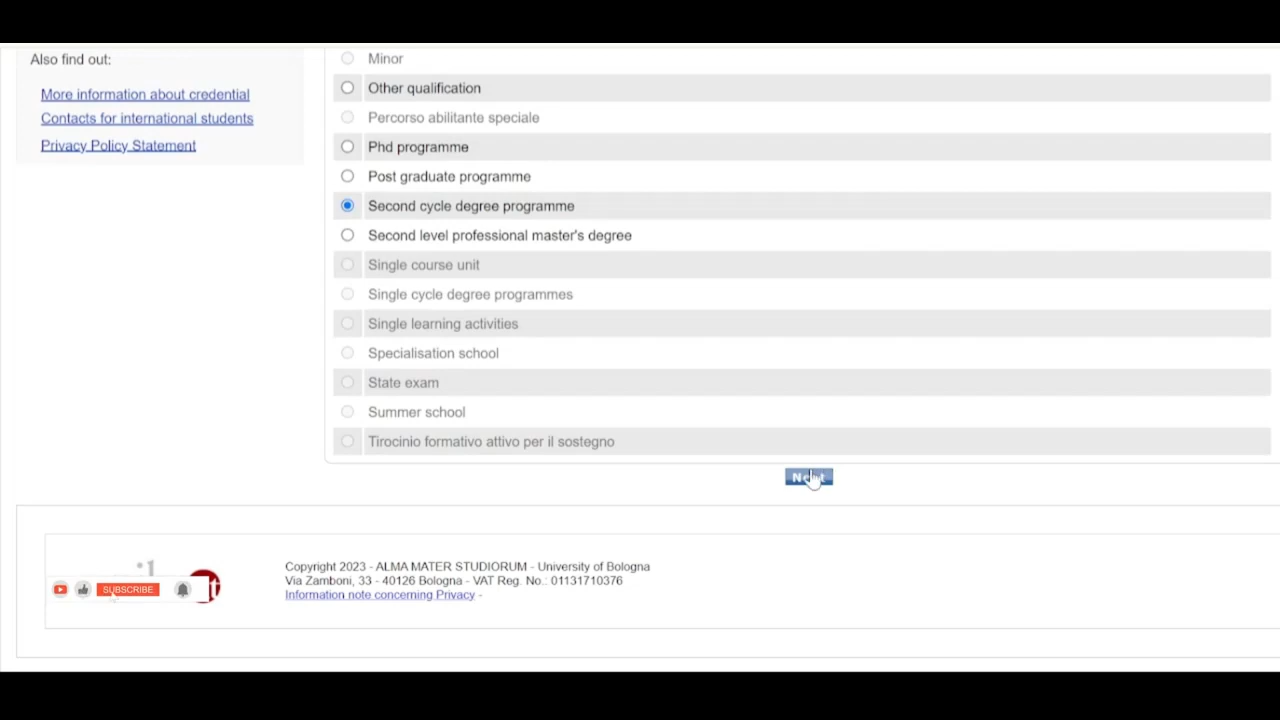 Also find out:
More information about credential
Contacts for international students
Privacy Policy Statement
Minor
Other qualification
Percorso abilitante speciale
Phd programme
Post graduate programme
Second cycle degree programme
Second level professional master's degree
Single course unit
Single cycle degree programmes
Single learning activities
Specialisation school
State exam
Summer school
Tirocinio formativo attivo per il sostegno
Copyright 2023 - ALMA MATER STUDIORUM - University of Bologna
Via Zamboni, 33 - 40126 Bologna - VAT Reg. No.: 01131710376
Information note concerning Privacy -
SUBSCRIBE